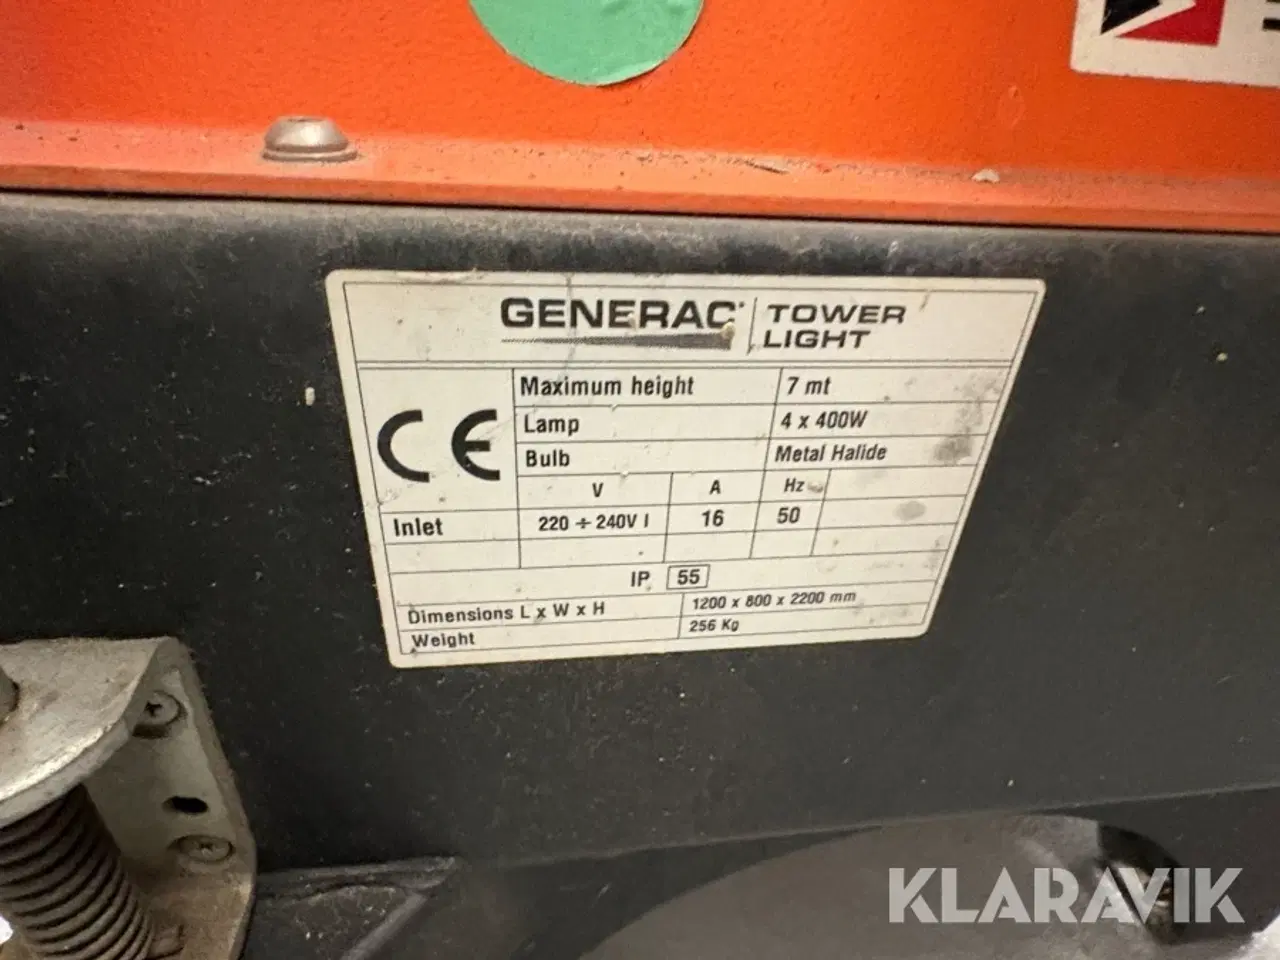 GENERAC TOWER LIGHT
Maximum height 7 mt
Lamp 4 x 400W
Bulb Metal Halide
CE
V A Hz
Inlet 220 ÷ 240V I 16 50
IP 55
Dimensions L x W x H 1200 x 800 x 2200 mm
Weight 256 Kg
KLARAVIK